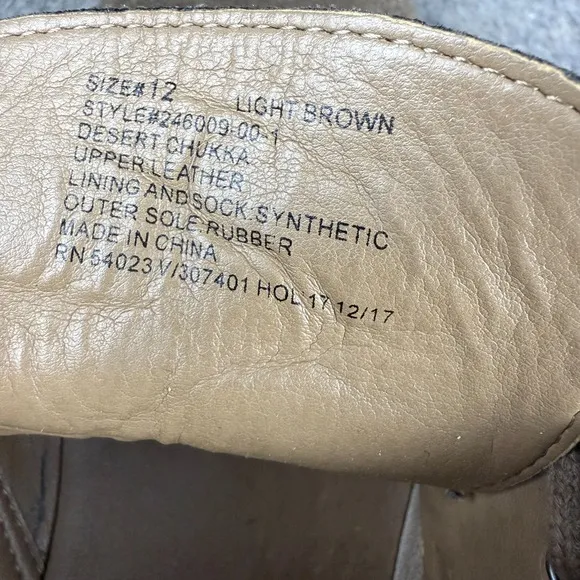 SIZE#12 LIGHT BROWN
STYLE#246009-00-1
DESERT CHUKKA
UPPER LEATHER
LINING AND SOCK SYNTHETIC
OUTER SOLE RUBBER
MADE IN CHINA
RN 54023 V/307401 HOL 17 12/17